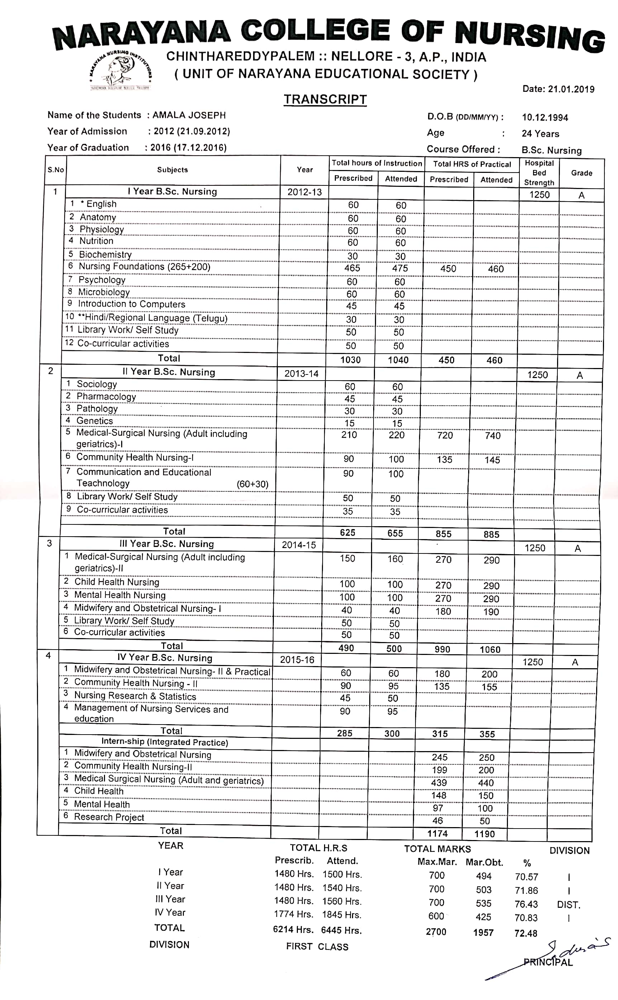 NARAYANA COLLEGE OF NURSING
NARAYANA NURSING INSTITUTIONS
CHINTHAREDDYPALEM :: NELLORE - 3, A.P., INDIA
( UNIT OF NARAYANA EDUCATIONAL SOCIETY )
Date: 21.01.2019
TRANSCRIPT
Name of the Students : AMALA JOSEPH D.O.B (DD/MM/YY) : 10.12.1994
Year of Admission : 2012 (21.09.2012) Age : 24 Years
Year of Graduation : 2016 (17.12.2016) Course Offered : B.Sc. Nursing
S.No Subjects Year Total hours of Instruction Total HRS of Practical Hospital Bed Strength Grade
Prescribed Attended Prescribed Attended
1 I Year B.Sc. Nursing 2012-13 1250 A
1 * English 60 60
2 Anatomy 60 60
3 Physiology 60 60
4 Nutrition 60 60
5 Biochemistry 30 30
6 Nursing Foundations (265+200) 465 475 450 460
7 Psychology 60 60
8 Microbiology 60 60
9 Introduction to Computers 45 45
10 **Hindi/Regional Language (Telugu) 30 30
11 Library Work/ Self Study 50 50
12 Co-curricular activities 50 50
Total 1030 1040 450 460
2 II Year B.Sc. Nursing 2013-14 1250 A
1 Sociology 60 60
2 Pharmacology 45 45
3 Pathology 30 30
4 Genetics 15 15
5 Medical-Surgical Nursing (Adult including 210 220 720 740
geriatrics)-I
6 Community Health Nursing-I 90 100 135 145
7 Communication and Educational 90 100
Teachnology (60+30)
8 Library Work/ Self Study 50 50
9 Co-curricular activities 35 35
Total 625 655 855 885
3 III Year B.Sc. Nursing 2014-15 1250 A
1 Medical-Surgical Nursing (Adult including 150 160 270 290
geriatrics)-II
2 Child Health Nursing 100 100 270 290
3 Mental Health Nursing 100 100 270 290
4 Midwifery and Obstetrical Nursing- I 40 40 180 190
5 Library Work/ Self Study 50 50
6 Co-curricular activities 50 50
Total 490 500 990 1060
4 IV Year B.Sc. Nursing 2015-16 1250 A
1 Midwifery and Obstetrical Nursing- II & Practical 60 60 180 200
2 Community Health Nursing - II 90 95 135 155
3 Nursing Research & Statistics 45 50
4 Management of Nursing Services and 90 95
education
Total 285 300 315 355
Intern-ship (Integrated Practice)
1 Midwifery and Obstetrical Nursing 245 250
2 Community Health Nursing-II 199 200
3 Medical Surgical Nursing (Adult and geriatrics) 439 440
4 Child Health 148 150
5 Mental Health 97 100
6 Research Project 46 50
Total 1174 1190
YEAR TOTAL H.R.S TOTAL MARKS DIVISION
Prescrib. Attend. Max.Mar. Mar.Obt. %
I Year 1480 Hrs. 1500 Hrs. 700 494 70.57 I
II Year 1480 Hrs. 1540 Hrs. 700 503 71.86 I
III Year 1480 Hrs. 1560 Hrs. 700 535 76.43 DIST.
IV Year 1774 Hrs. 1845 Hrs. 600 425 70.83 I
TOTAL 6214 Hrs. 6445 Hrs. 2700 1957 72.48
DIVISION FIRST CLASS
PRINCIPAL